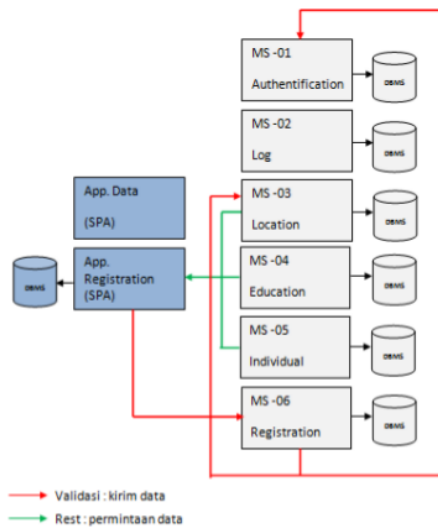 MS -01
Authentification
DBMS
MS -02
Log
DBMS
App. Data
(SPA)
MS -03
Location
DBMS
DBMS
App.
Registration
(SPA)
MS -04
Education
DBMS
MS -05
Individual
DBMS
MS -06
Registration
DBMS
Validasi : kirim data
Rest : permintaan data